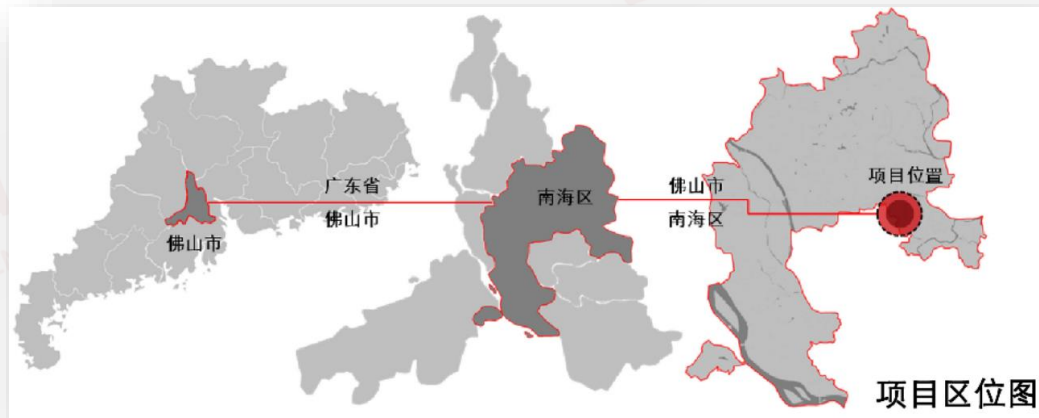 广东省
佛山市
佛山市
南海区
佛山市
南海区
项目位置
项目区位图